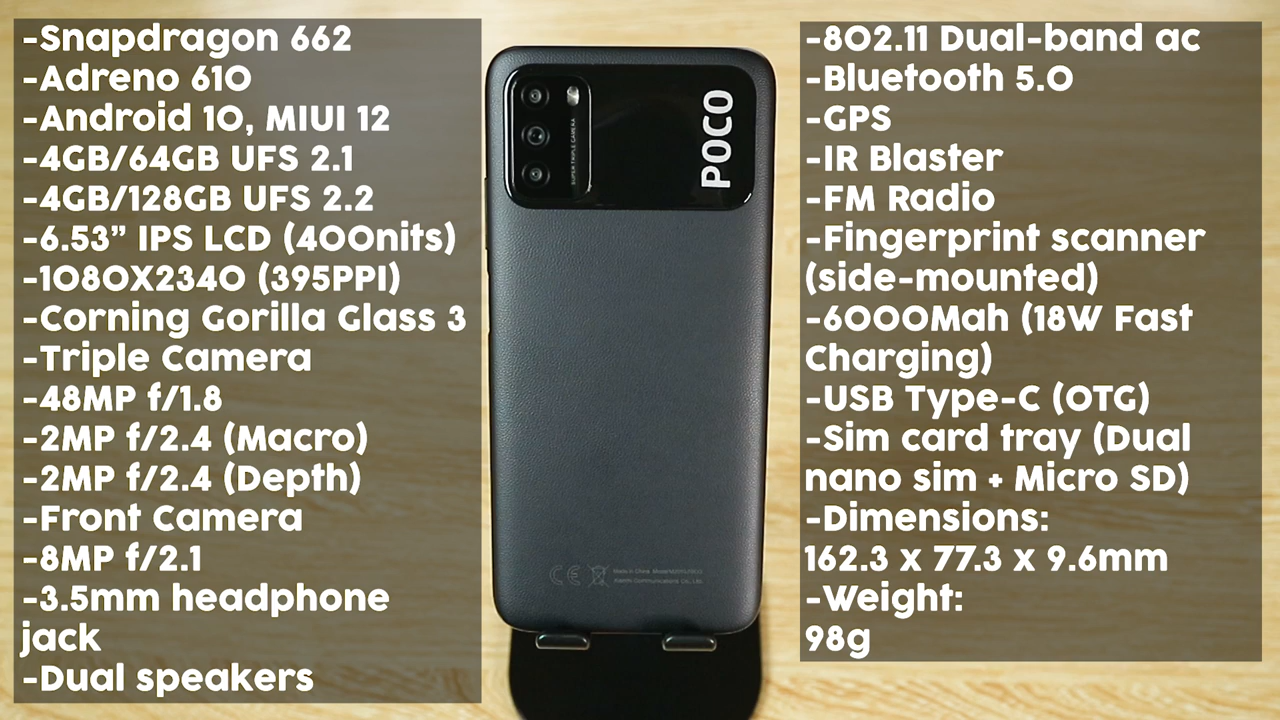 -Snapdragon 662
-Adreno 610
-Android 10, MIUI 12
-4GB/64GB UFS 2.1
-4GB/128GB UFS 2.2
-6.53” IPS LCD (400nits)
-1080X2340 (395PPI)
-Corning Gorilla Glass 3
-Triple Camera
-48MP f/1.8
-2MP f/2.4 (Macro)
-2MP f/2.4 (Depth)
-Front Camera
-8MP f/2.1
-3.5mm headphone
jack
-Dual speakers
SUPER TRIPLE CAMERA
POCO
CE
-802.11 Dual-band ac
-Bluetooth 5.0
-GPS
-IR Blaster
-FM Radio
-Fingerprint scanner
(side-mounted)
-6000Mah (18W Fast
Charging)
-USB Type-C (OTG)
-Sim card tray (Dual
nano sim + Micro SD)
-Dimensions:
162.3 x 77.3 x 9.6mm
-Weight:
98g